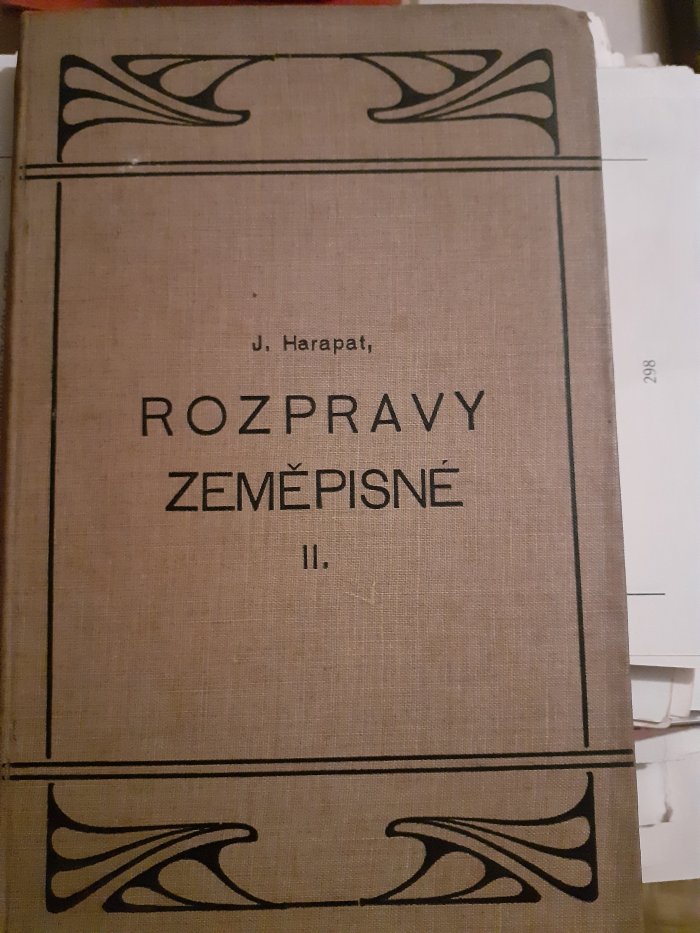 J. Harapat,
ROZPRAVY
ZEMĚPISNÉ
II.
298